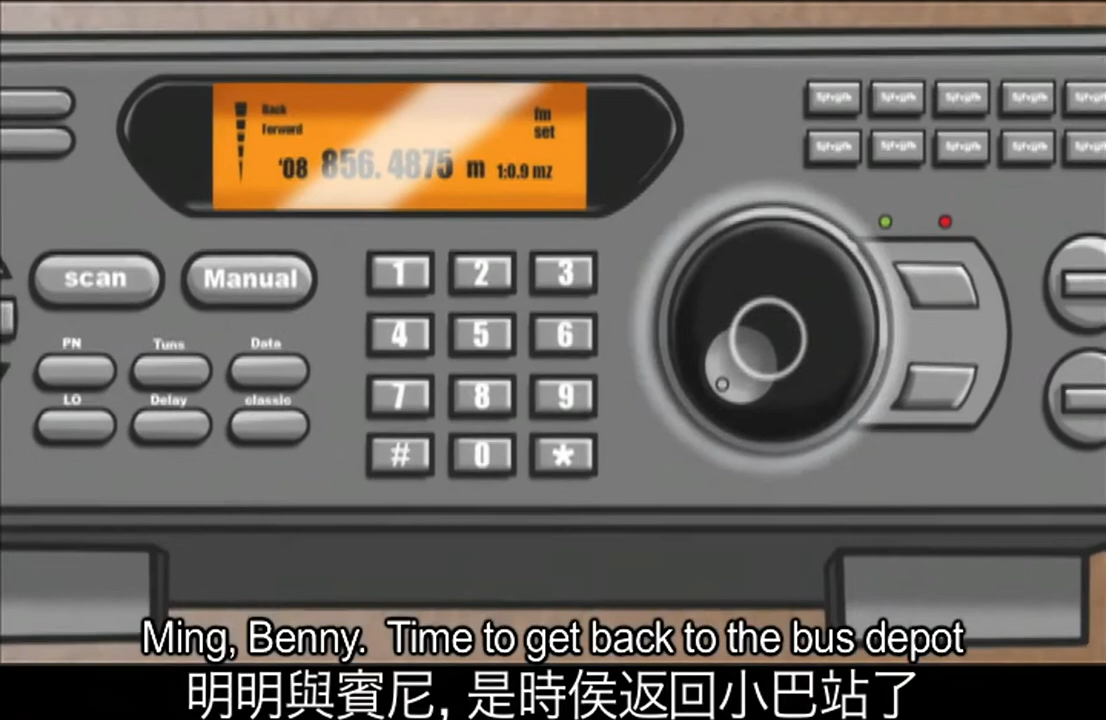 Back
Forword
fm
set
'08 856. 4875 m 1:0.9 mz
scan Manual
PN Tuns Data
LO Delay classic
1 2 3
4 5 6
7 8 9
# 0 *
Ming, Benny. Time to get back to the bus depot
明明與賓尼, 是時侯返回小巴站了